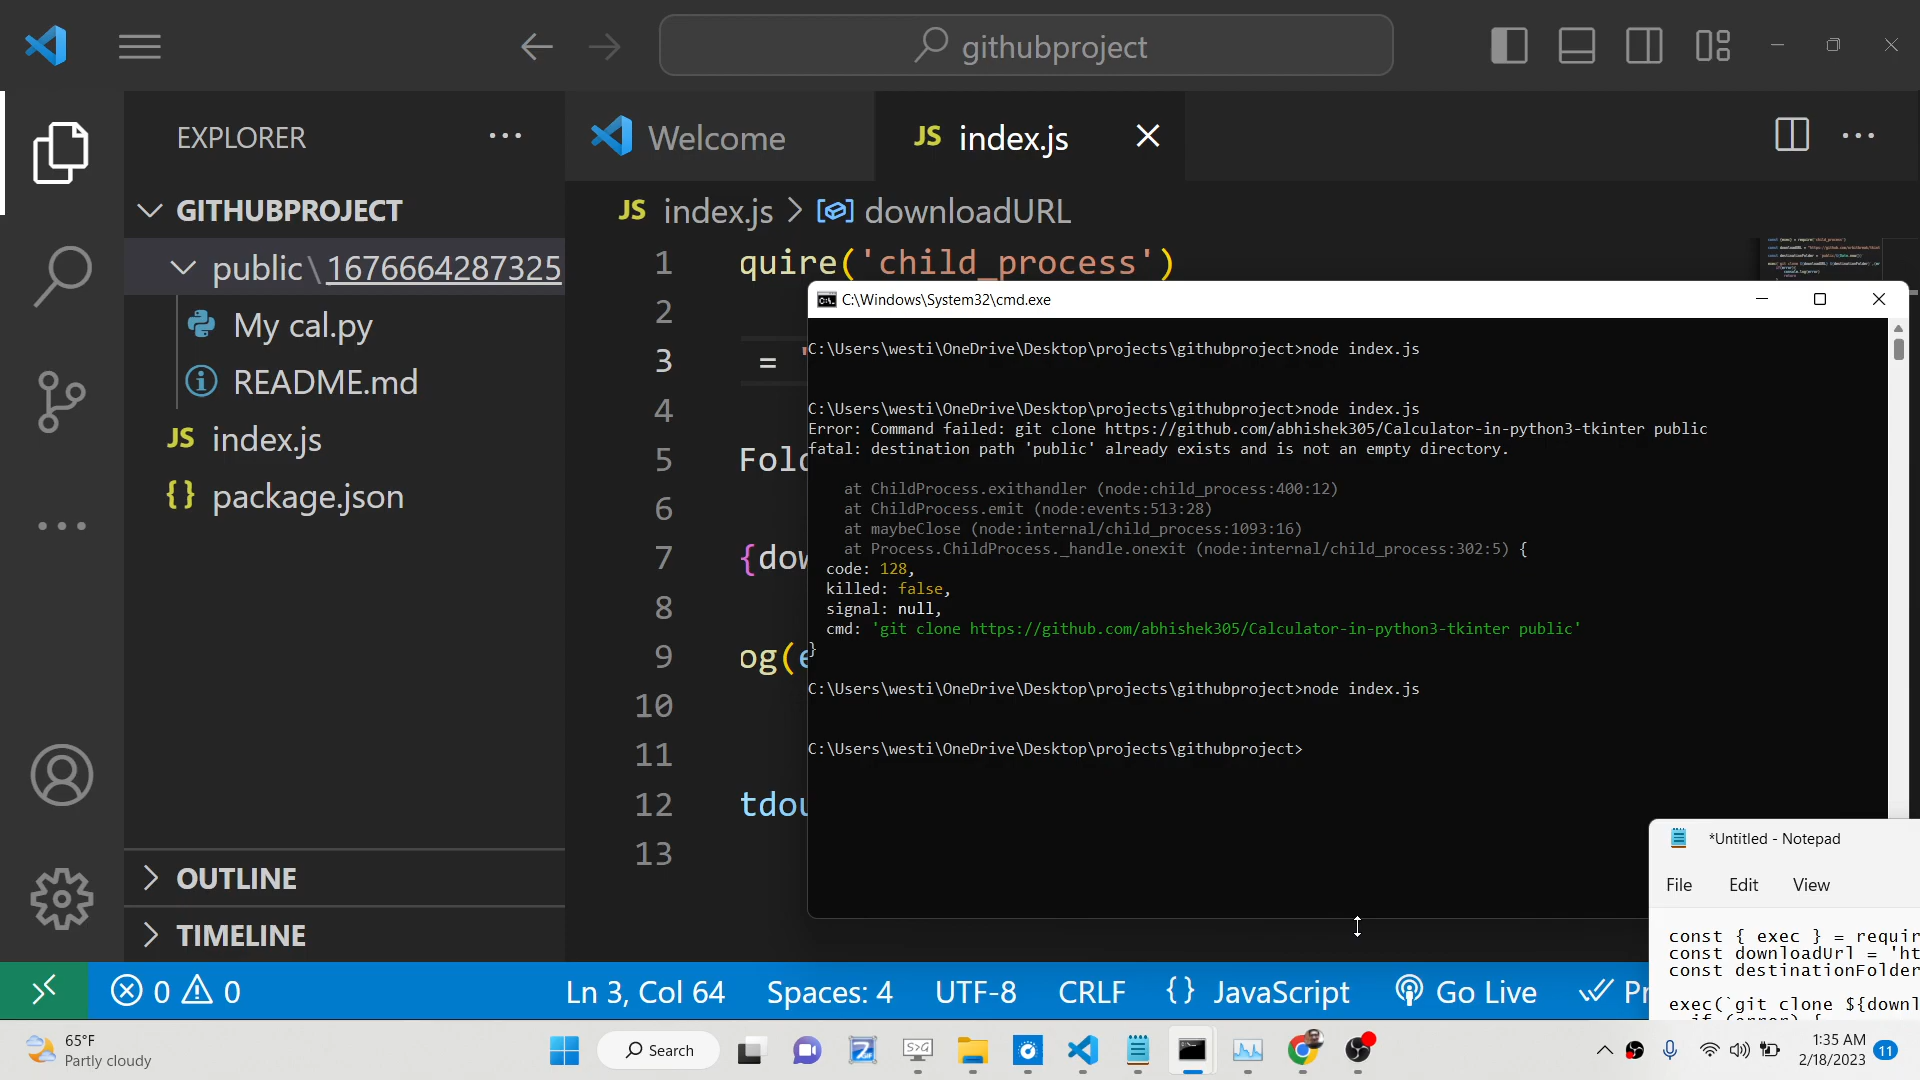 githubproject
EXPLORER
Welcome
JS index.js
GITHUBPROJECT
JS index.js > downloadURL
public\1676664287325
My cal.py
README.md
JS index.js
{} package.json
OUTLINE
TIMELINE
1 quire('child_process')
2
3 = '
4
5 Fold
6
7 {dow
8
9 og(e
10
11
12 tdou
13
C:\Windows\System32\cmd.exe
C:\Users\westi\OneDrive\Desktop\projects\githubproject>node index.js
C:\Users\westi\OneDrive\Desktop\projects\githubproject>node index.js
Error: Command failed: git clone https://github.com/abhishek305/Calculator-in-python3-tkinter public
fatal: destination path 'public' already exists and is not an empty directory.
at ChildProcess.exithandler (node:child_process:400:12)
at ChildProcess.emit (node:events:513:28)
at maybeClose (node:internal/child_process:1093:16)
at Process.ChildProcess._handle.onexit (node:internal/child_process:302:5) {
code: 128,
killed: false,
signal: null,
cmd: 'git clone https://github.com/abhishek305/Calculator-in-python3-tkinter public'
}
C:\Users\westi\OneDrive\Desktop\projects\githubproject>node index.js
C:\Users\westi\OneDrive\Desktop\projects\githubproject>
*Untitled - Notepad
File Edit View
const { exec } = requir
const downloadUrl = 'ht
const destinationFolder
exec(`git clone ${downl
0 0 Ln 3, Col 64 Spaces: 4 UTF-8 CRLF {} JavaScript Go Live Pr
65°F
Partly cloudy
Search
1:35 AM
2/18/2023
11